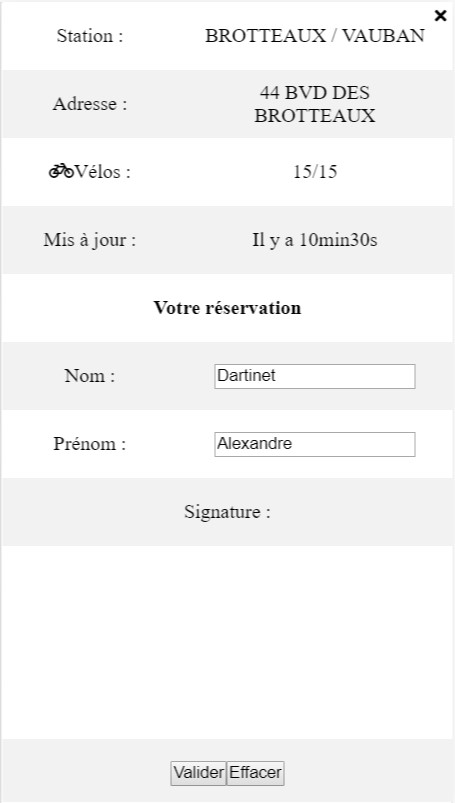 Station : BROTTEAUX / VAUBAN
Adresse : 44 BVD DES
BROTTEAUX
Vélos : 15/15
Mis à jour : Il y a 10min30s
Votre réservation
Nom : Dartinet
Prénom : Alexandre
Signature :
Valider Effacer